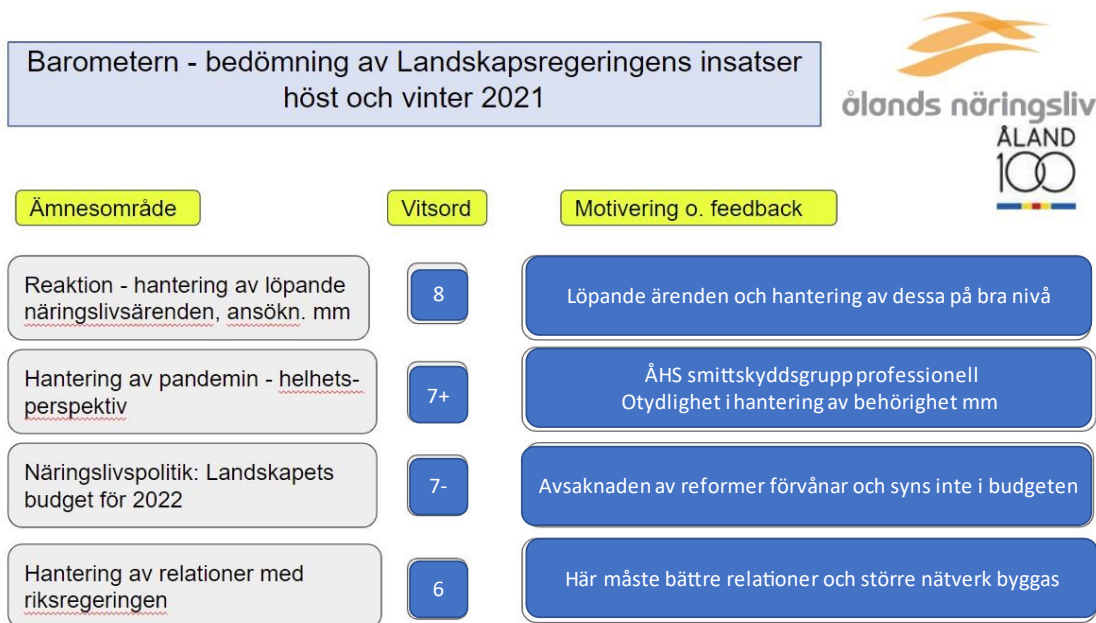 Barometern - bedömning av Landskapsregeringens insatser
höst och vinter 2021
ålands näringsliv
ÅLAND
100
Ämnesområde
Vitsord
Motivering o. feedback
Reaktion - hantering av löpande
näringslivsärenden, ansökn. mm
8
Löpande ärenden och hantering av dessa på bra nivå
Hantering av pandemin - helhets-
perspektiv
7+
ÅHS smittskyddsgrupp professionell
Otydlighet i hantering av behörighet mm
Näringslivspolitik: Landskapets
budget för 2022
7-
Avsaknaden av reformer förvånar och syns inte i budgeten
Hantering av relationer med
riksregeringen
6
Här måste bättre relationer och större nätverk byggas